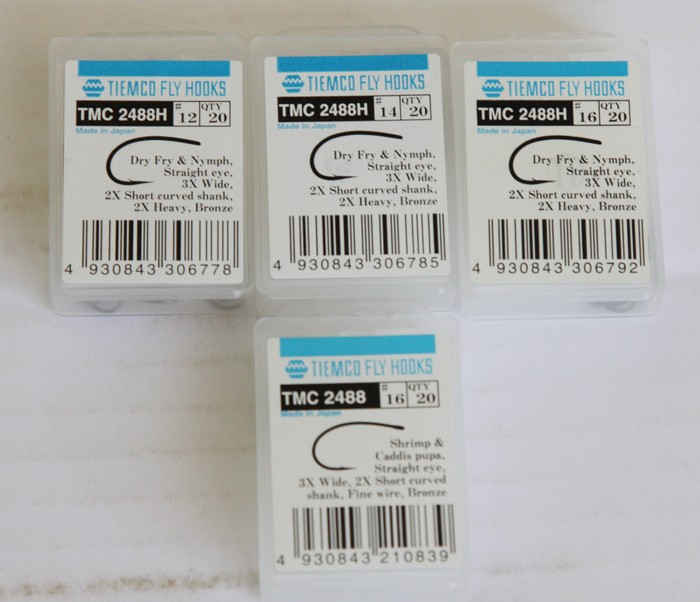 TIEMCO FLY HOOKS
TMC 2488H # 12 QTY 20
Made in Japan
Dry Fry & Nymph,
Straight eye,
3X Wide,
2X Short curved shank,
2X Heavy, Bronze
4 930843 306778
TIEMCO FLY HOOKS
TMC 2488H # 14 QTY 20
Made in Japan
Dry Fry & Nymph,
Straight eye,
3X Wide,
2X Short curved shank,
2X Heavy, Bronze
4 930843 306785
TIEMCO FLY HOOKS
TMC 2488H # 16 QTY 20
Made in Japan
Dry Fry & Nymph,
Straight eye,
3X Wide,
2X Short curved shank,
2X Heavy, Bronze
4 930843 306792
TIEMCO FLY HOOKS
TMC 2488 # 16 QTY 20
Made in Japan
Shrimp &
Caddis pupa,
Straight eye,
3X Wide, 2X Short curved
shank, Fine wire, Bronze
4 930843 210839